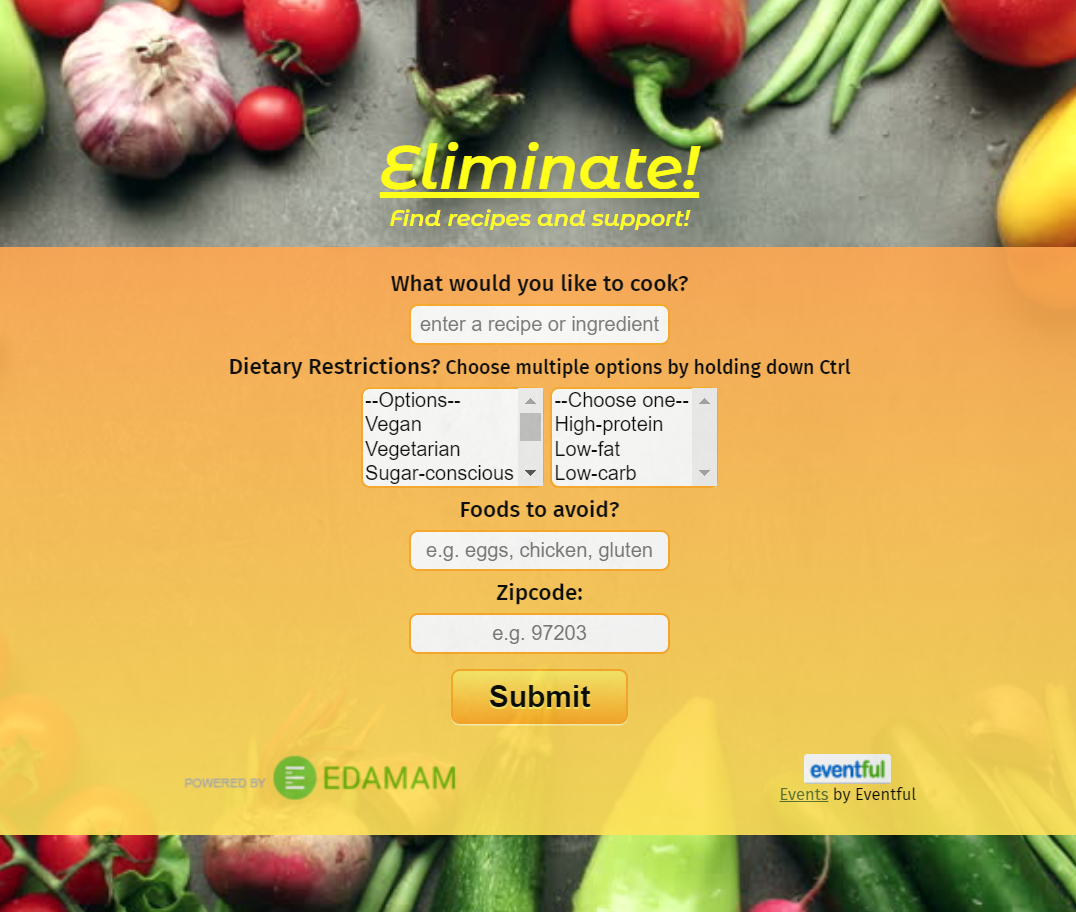 Eliminate!
Find recipes and support!
What would you like to cook?
enter a recipe or ingredient
Dietary Restrictions? Choose multiple options by holding down Ctrl
--Options-- --Choose one--
Vegan High-protein
Vegetarian Low-fat
Sugar-conscious Low-carb
Foods to avoid?
e.g. eggs, chicken, gluten
Zipcode:
e.g. 97203
Submit
POWERED BY EDAMAM
eventful
Events by Eventful